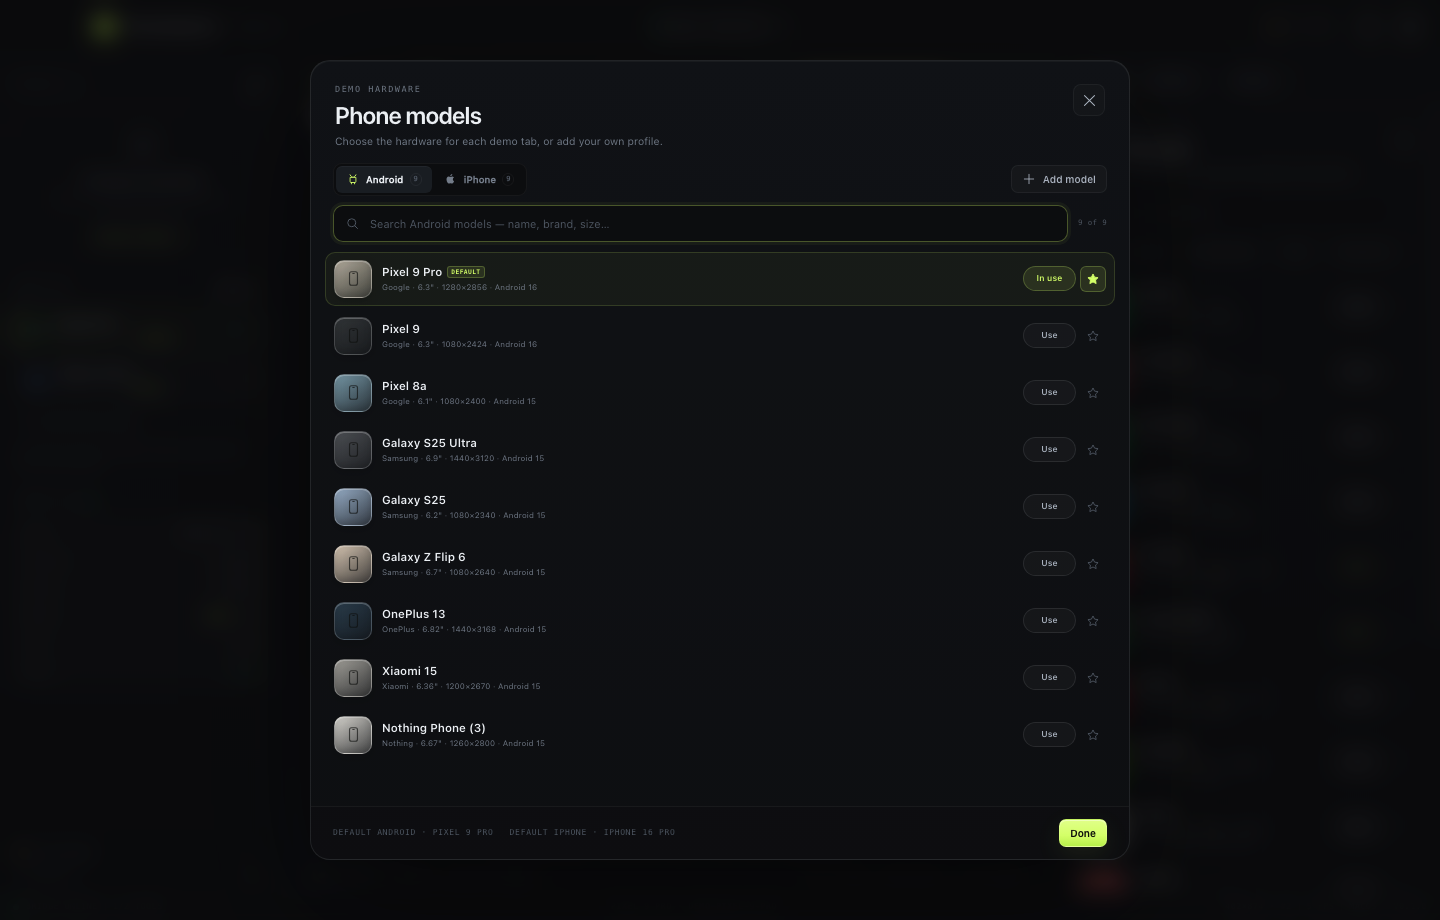 DEMO HARDWARE
Phone models
Choose the hardware for each demo tab, or add your own profile.
Android 9 iPhone 9 Add model
Search Android models — name, brand, size... 9 of 9
Pixel 9 Pro DEFAULT
Google · 6.3" · 1280×2856 · Android 16
In use
Pixel 9
Google · 6.3" · 1080×2424 · Android 16
Use
Pixel 8a
Google · 6.1" · 1080×2400 · Android 15
Use
Galaxy S25 Ultra
Samsung · 6.9" · 1440×3120 · Android 15
Use
Galaxy S25
Samsung · 6.2" · 1080×2340 · Android 15
Use
Galaxy Z Flip 6
Samsung · 6.7" · 1080×2640 · Android 15
Use
OnePlus 13
OnePlus · 6.82" · 1440×3168 · Android 15
Use
Xiaomi 15
Xiaomi · 6.36" · 1200×2670 · Android 15
Use
Nothing Phone (3)
Nothing · 6.67" · 1260×2800 · Android 15
Use
DEFAULT ANDROID · PIXEL 9 PRO DEFAULT IPHONE · IPHONE 16 PRO
Done